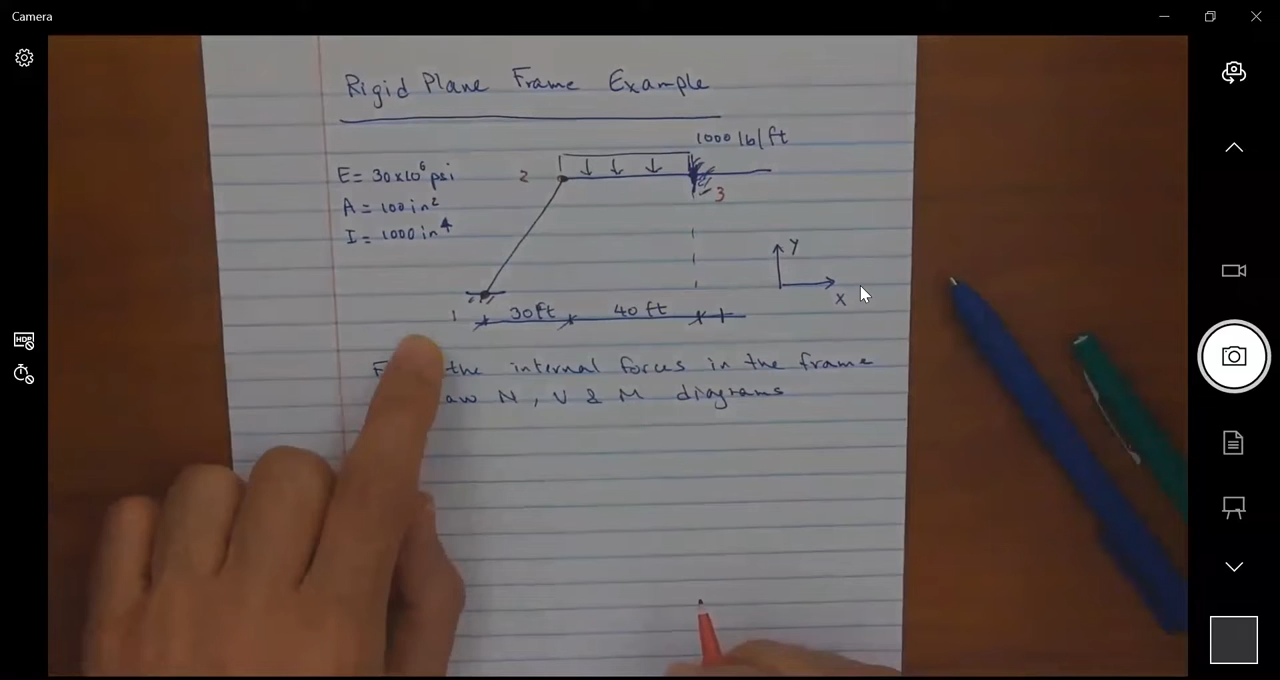 Camera
Rigid Plane Frame Example
1000 lb/ft
E = 30x10⁶ psi
2
A = 100 in²
3
I = 1000 in⁴
y
x
1
30ft
40 ft
the internal forces in the frame
N, V & M diagrams
HDR